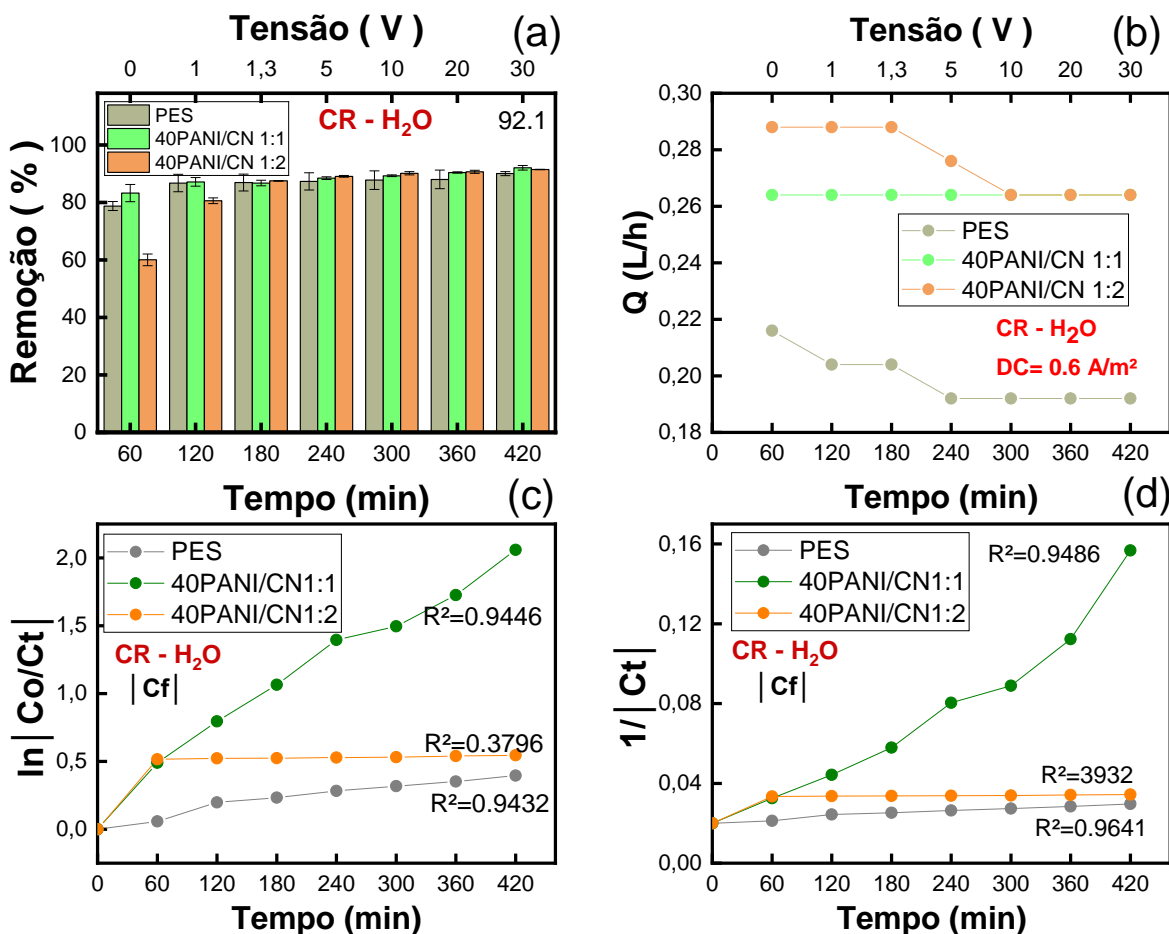 Tensão ( V )
(a)
0 1 1,3 5 10 20 30
PES
40PANI/CN 1:1
40PANI/CN 1:2
CR - H₂O
92.1
Remoção ( % )
100
80
60
40
20
0
60 120 180 240 300 360 420
Tempo (min)
Tensão ( V )
(b)
0 1 1,3 5 10 20 30
Q (L/h)
0,30
0,28
0,26
0,24
0,22
0,20
0,18
PES
40PANI/CN 1:1
40PANI/CN 1:2
CR - H₂O
DC= 0.6 A/m²
0 60 120 180 240 300 360 420
Tempo (min)
(c)
PES
40PANI/CN1:1
40PANI/CN1:2
CR - H₂O
| Cf |
ln| Co/Ct |
2,0
1,5
1,0
0,5
0,0
R²=0.9446
R²=0.3796
R²=0.9432
0 60 120 180 240 300 360 420
Tempo (min)
(d)
PES
40PANI/CN1:1
40PANI/CN1:2
CR - H₂O
| Cf |
1/| Ct |
0,16
0,12
0,08
0,04
0,00
R²=0.9486
R²=3932
R²=0.9641
0 60 120 180 240 300 360 420
Tempo (min)